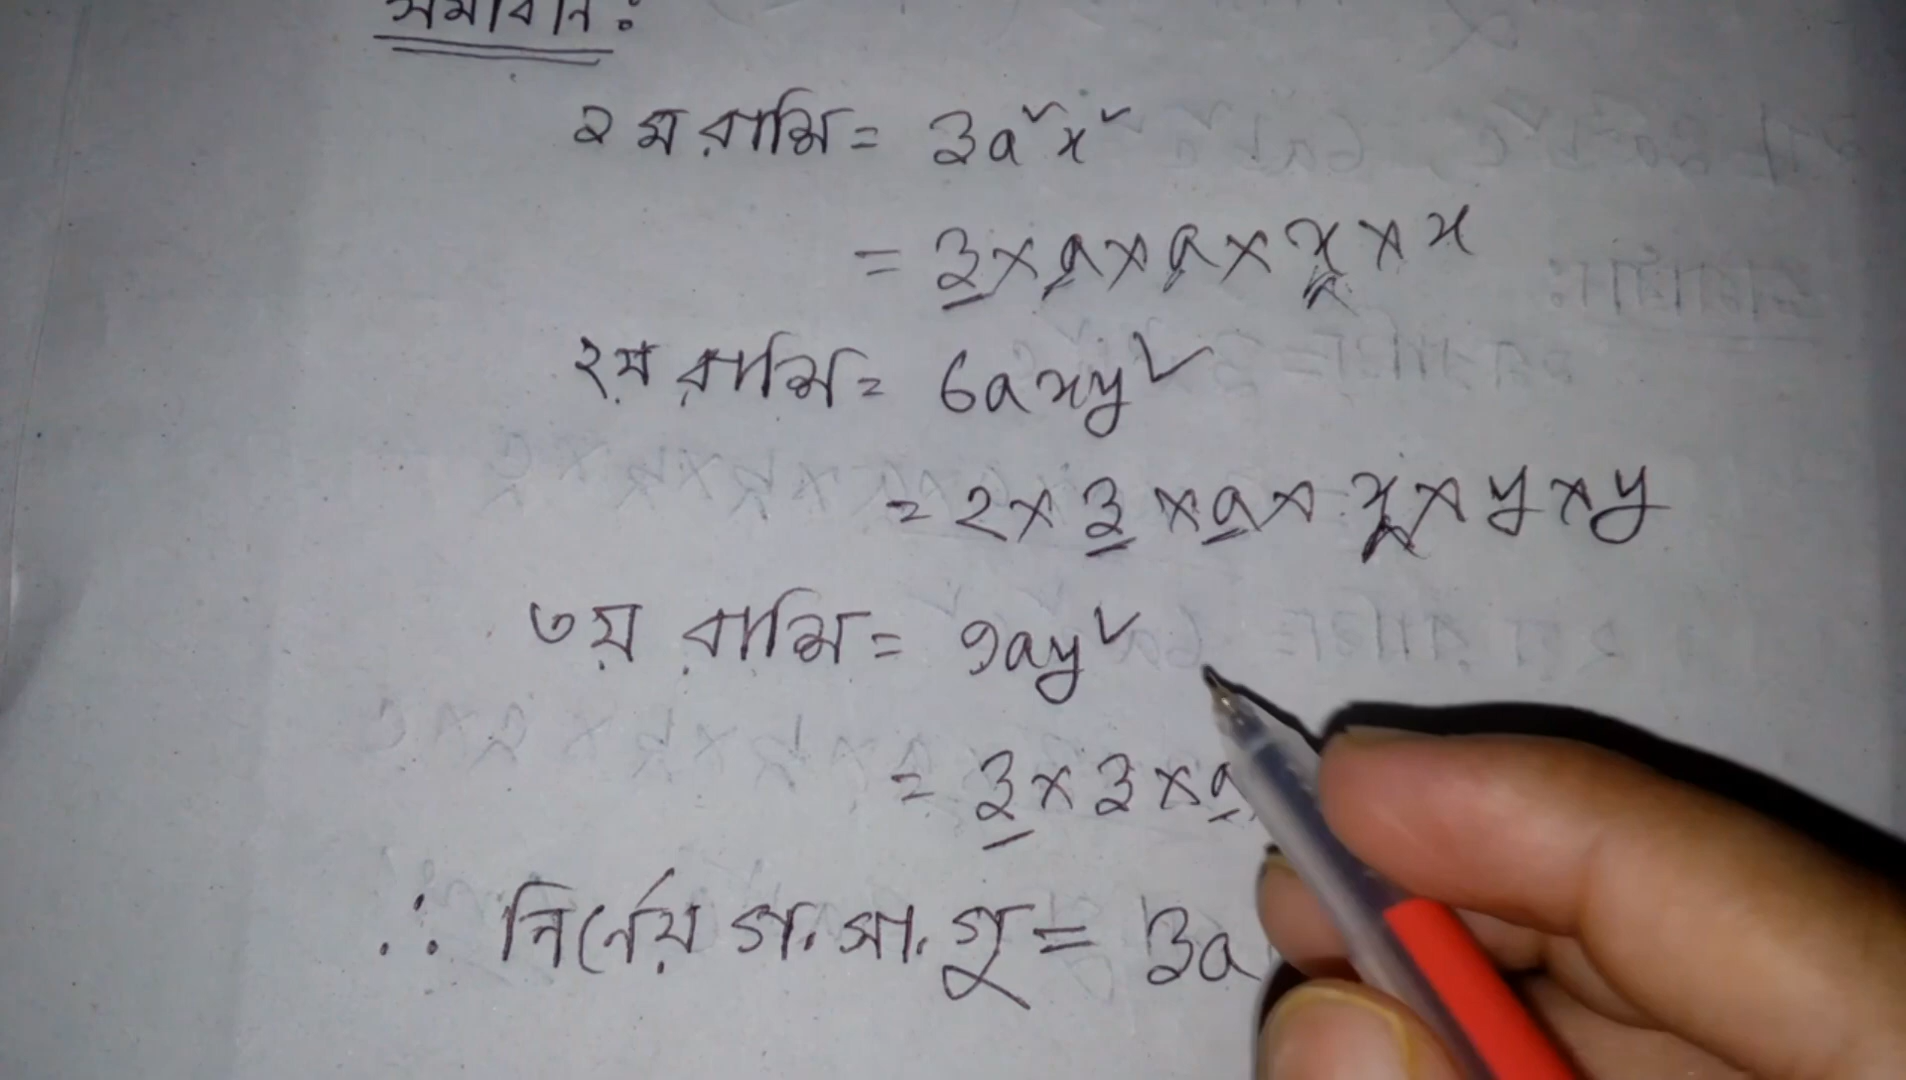 সমাধান:
১ম রাশি = 3a²x²
= 3 × a × a × x × x
২য় রাশি = 6axy²
= 2 × 3 × a × x × y × y
৩য় রাশি = 9ay²
= 3 × 3 × a
∴ নির্ণেয় গ.সা.গু = 3a